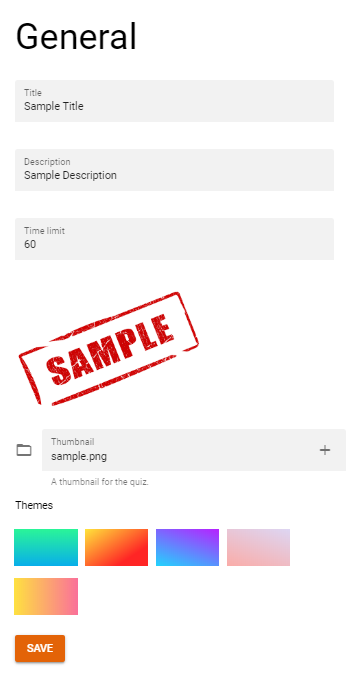 General
Title
Sample Title
Description
Sample Description
Time limit
60
SAMPLE
Thumbnail
sample.png
A thumbnail for the quiz.
Themes
SAVE